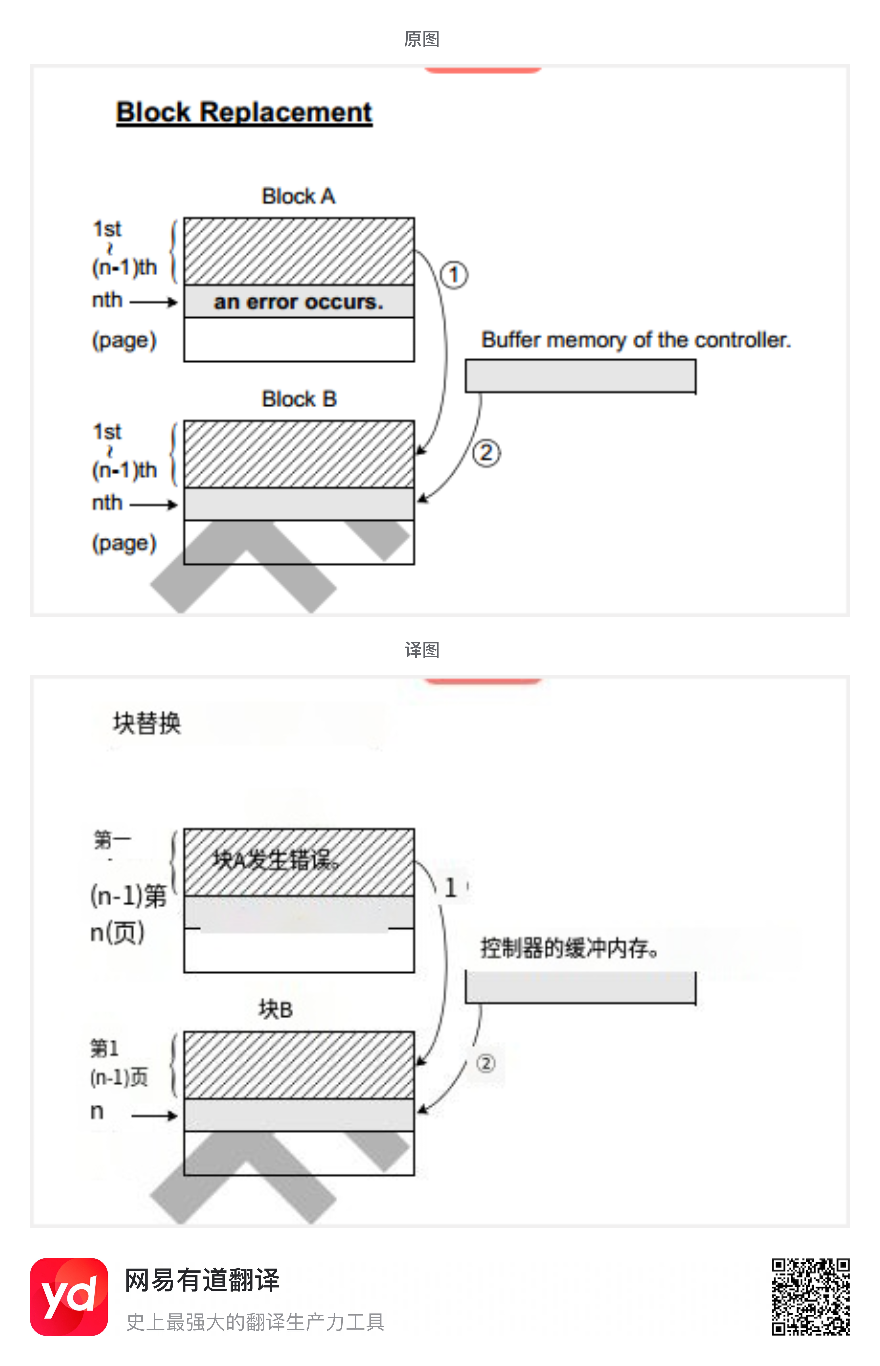 原图
Block Replacement
Block A
1st
~
(n-1)th
nth
an error occurs.
(page)
①
Buffer memory of the controller.
Block B
1st
~
(n-1)th
nth
(page)
②
译图
块替换
第一
(n-1)第
n(页)
块A发生错误。
1
控制器的缓冲内存。
块B
第1
(n-1)页
n
②
yd
网易有道翻译
史上最强大的翻译生产力工具